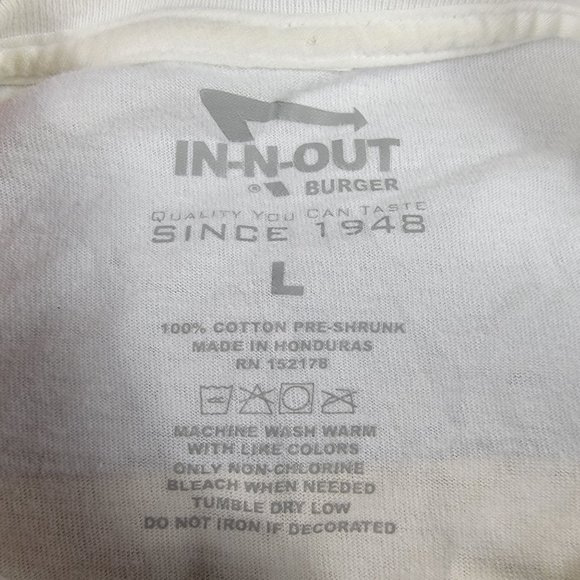 IN-N-OUT
® BURGER
QUALITY YOU CAN TASTE
SINCE 1948
L
100% COTTON PRE-SHRUNK
MADE IN HONDURAS
RN 152178
MACHINE WASH WARM
WITH LIKE COLORS
ONLY NON-CHLORINE
BLEACH WHEN NEEDED
TUMBLE DRY LOW
DO NOT IRON IF DECORATED